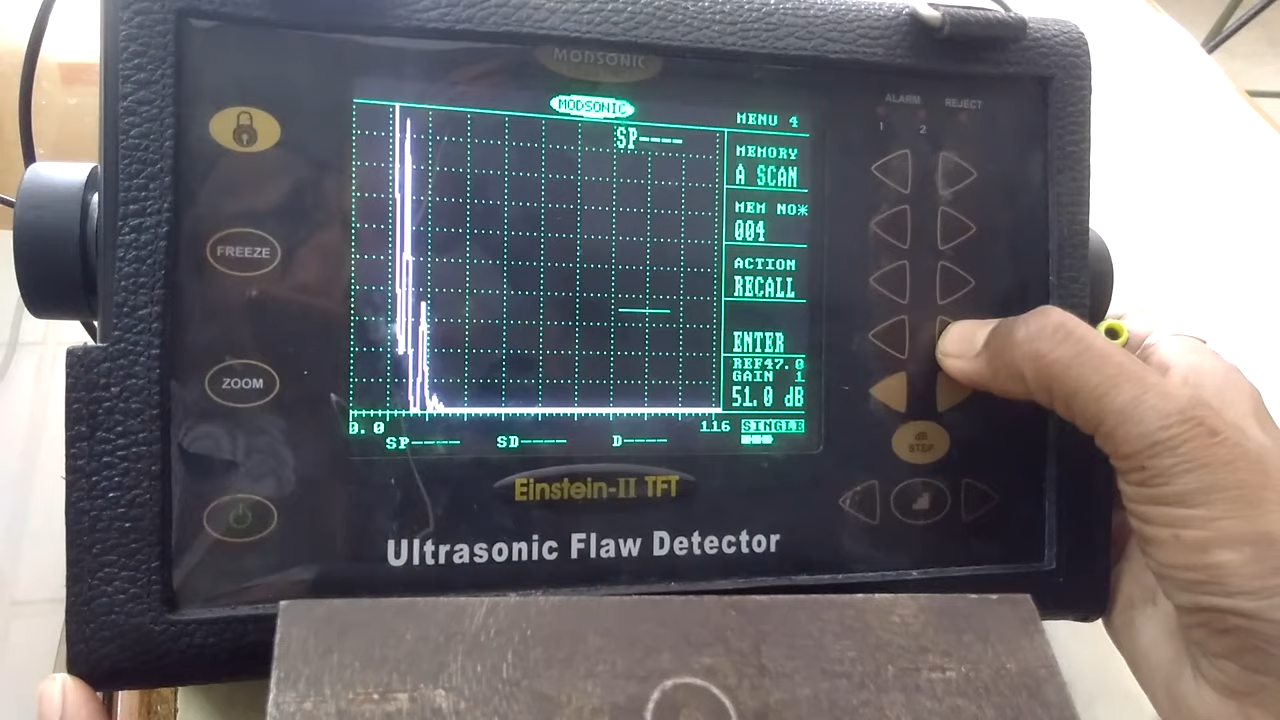 MODSONIC
MODSONIC
MENU 4
SP----
MEMORY
A SCAN
MEM NO*
004
ACTION
RECALL
ENTER
REF47.0
GAIN 1
51.0 dB
0.0
116
SINGLE
SP---- SD---- D----
ALARM REJECT
1 2
FREEZE
ZOOM
dB
STEP
Einstein-II TFT
Ultrasonic Flaw Detector